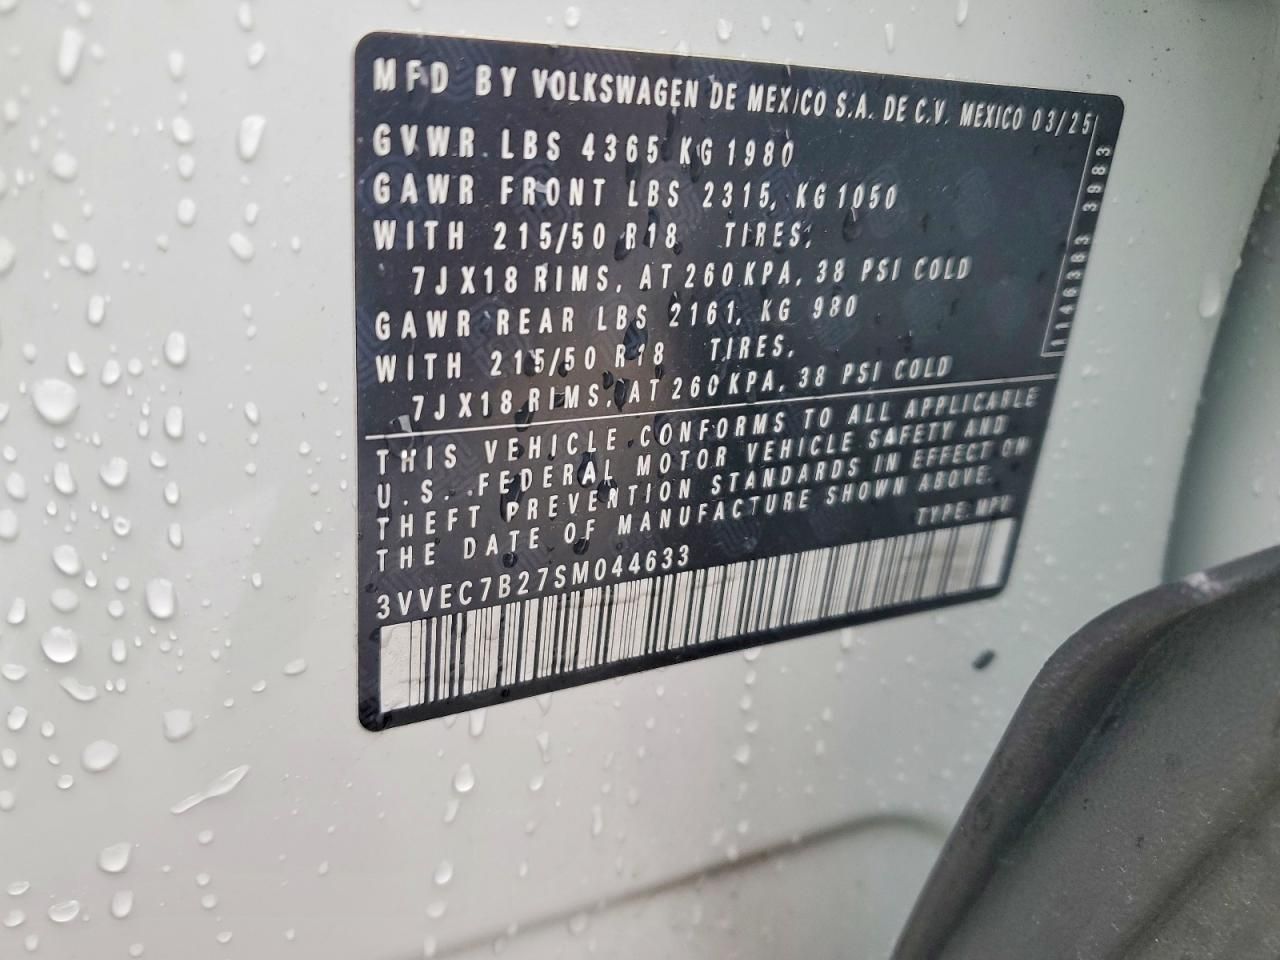 MFD BY VOLKSWAGEN DE MEXICO S.A. DE C.V. MEXICO 03/25
GVWR LBS 4365 KG 1980
GAWR FRONT LBS 2315, KG 1050
WITH 215/50 R18 TIRES,
7JX18 RIMS, AT 260 KPA, 38 PSI COLD
GAWR REAR LBS 2161, KG 980
WITH 215/50 R18 TIRES,
7JX18 RIMS, AT 260 KPA, 38 PSI COLD
1146383 3983
THIS VEHICLE CONFORMS TO ALL APPLICABLE
U.S. FEDERAL MOTOR VEHICLE SAFETY AND
THEFT PREVENTION STANDARDS IN EFFECT ON
THE DATE OF MANUFACTURE SHOWN ABOVE.
TYPE: MPV
3VVEC7B27SM044633